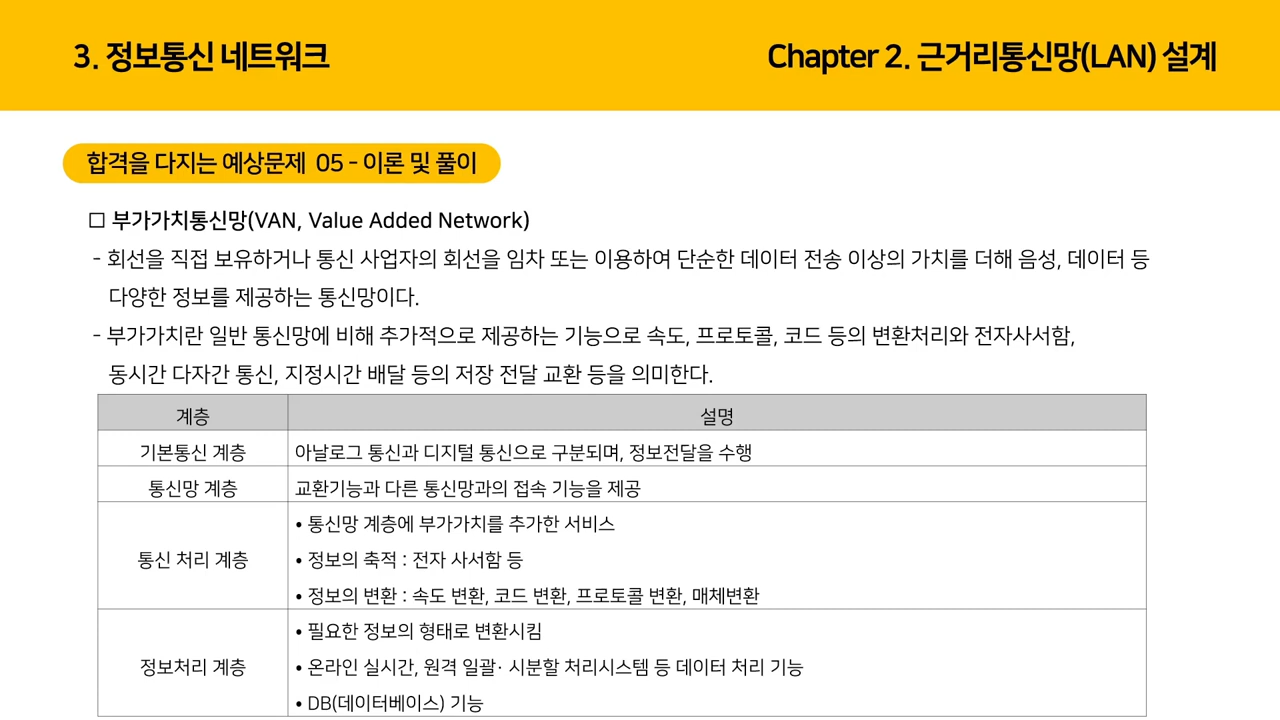 3. 정보통신 네트워크
Chapter 2. 근거리통신망(LAN) 설계
합격을 다지는 예상문제 05 - 이론 및 풀이
□ 부가가치통신망(VAN, Value Added Network)
- 회선을 직접 보유하거나 통신 사업자의 회선을 임차 또는 이용하여 단순한 데이터 전송 이상의 가치를 더해 음성, 데이터 등
다양한 정보를 제공하는 통신망이다.
- 부가가치란 일반 통신망에 비해 추가적으로 제공하는 기능으로 속도, 프로토콜, 코드 등의 변환처리와 전자사서함,
동시간 다자간 통신, 지정시간 배달 등의 저장 전달 교환 등을 의미한다.
계층 설명
기본통신 계층 아날로그 통신과 디지털 통신으로 구분되며, 정보전달을 수행
통신망 계층 교환기능과 다른 통신망과의 접속 기능을 제공
통신 처리 계층
• 통신망 계층에 부가가치를 추가한 서비스
• 정보의 축적 : 전자 사서함 등
• 정보의 변환 : 속도 변환, 코드 변환, 프로토콜 변환, 매체변환
정보처리 계층
• 필요한 정보의 형태로 변환시킴
• 온라인 실시간, 원격 일괄· 시분할 처리시스템 등 데이터 처리 기능
• DB(데이터베이스) 기능